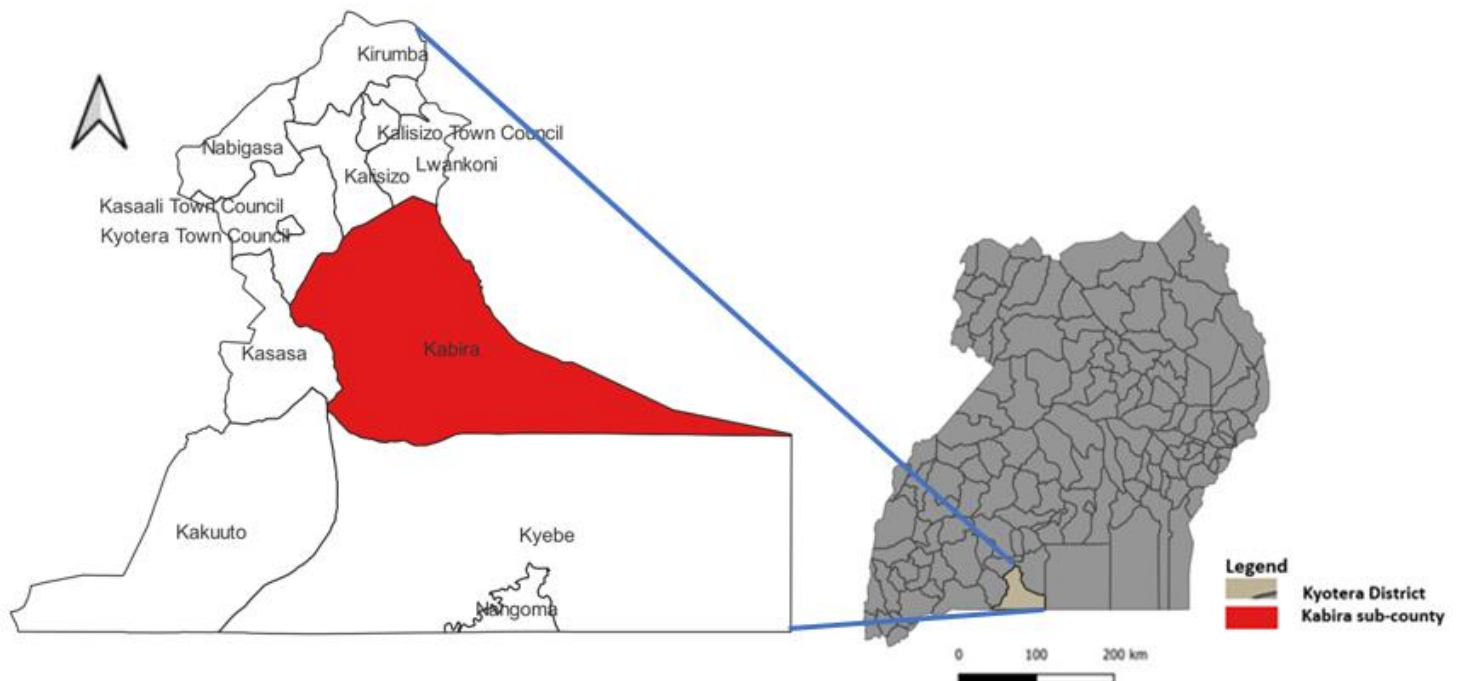 Kirumba
Kalisizo Town Council
Nabigasa
Lwankoni
Kalisizo
Kasaali Town Council
Kyotera Town Council
Kasasa
Kabira
Kakuuto
Kyebe
Nangoma
Legend
Kyotera District
Kabira sub-county
0 100 200 km